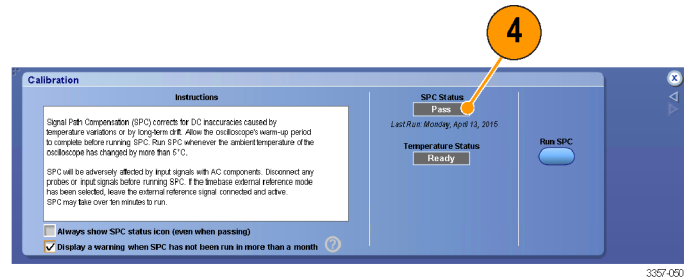 4
Calibration
Instructions
Signal Path Compensation (SPC) corrects for DC inaccuracies caused by
temperature variations or by long-term drift. Allow the oscilloscope's warm-up period
to complete before running SPC. Run SPC whenever the ambient temperature of the
oscilloscope has changed by more than 5°C.
SPC will be adversely affected by input signals with AC components. Disconnect any
probes or input signals before running SPC. If the timebase external reference mode
has been selected, leave the external reference signal connected and active.
SPC may take over ten minutes to run.
Always show SPC status icon (even when passing)
Display a warning when SPC has not been run in more than a month
?
SPC Status
Pass
Last Run: Monday, April 13, 2015
Temperature Status
Ready
Run SPC
x
3357-050